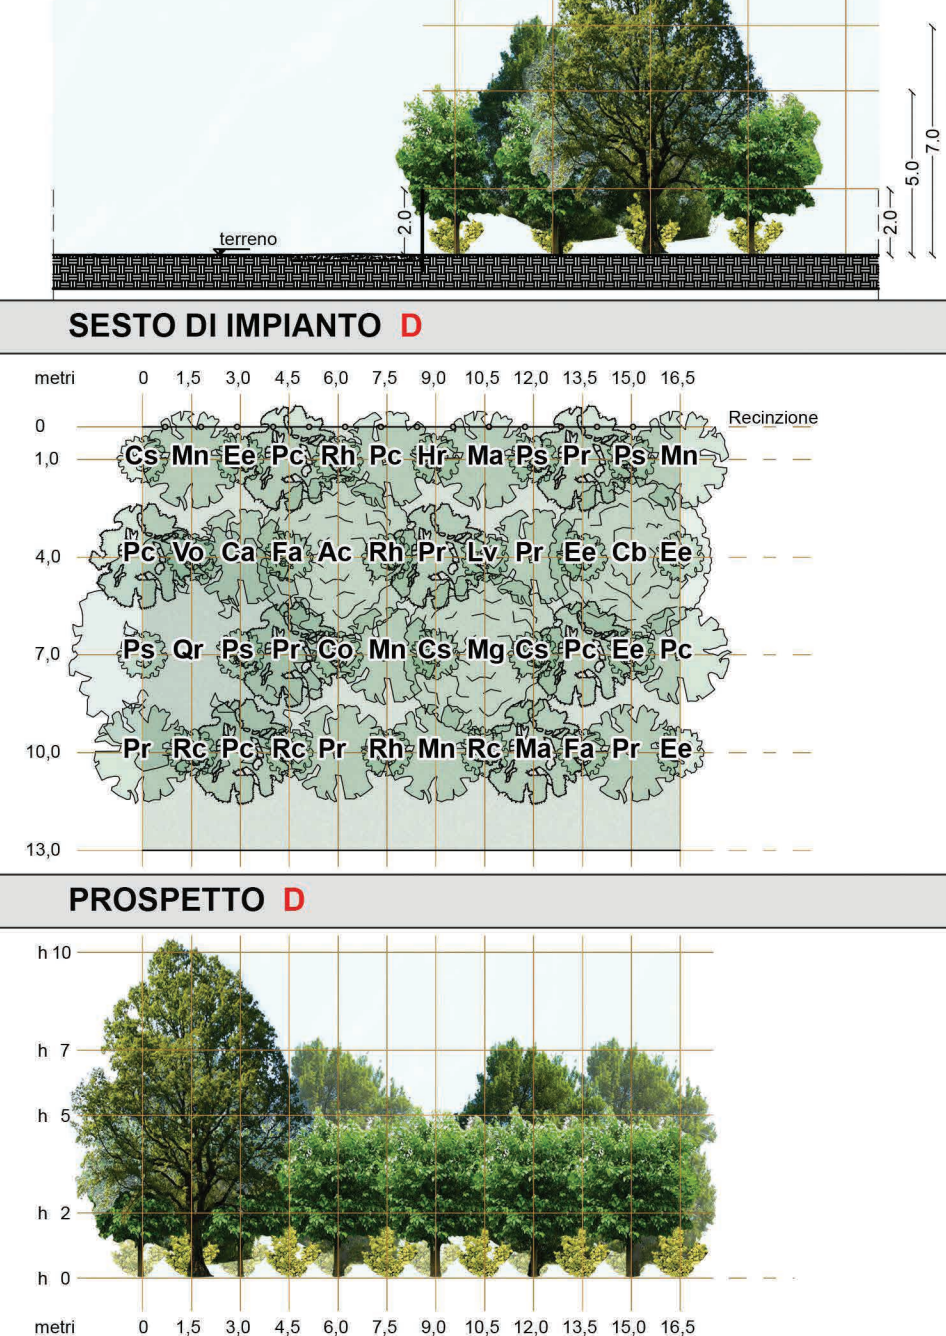 7.0
5.0
2.0
2.0
terreno
SESTO DI IMPIANTO D
metri 0 1,5 3,0 4,5 6,0 7,5 9,0 10,5 12,0 13,5 15,0 16,5
0 Recinzione
1,0 Cs Mn Ee Pc Rh Pc Hr Ma Ps Pr Ps Mn
4,0 Pc Vo Ca Fa Ac Rh Pr Lv Pr Ee Cb Ee
7,0 Ps Qr Ps Pr Co Mn Cs Mg Cs Pc Ee Pc
10,0 Pr Rc Pc Rc Pr Rh Mn Rc Ma Fa Pr Ee
13,0
PROSPETTO D
h 10
h 7
h 5
h 2
h 0
metri 0 1,5 3,0 4,5 6,0 7,5 9,0 10,5 12,0 13,5 15,0 16,5